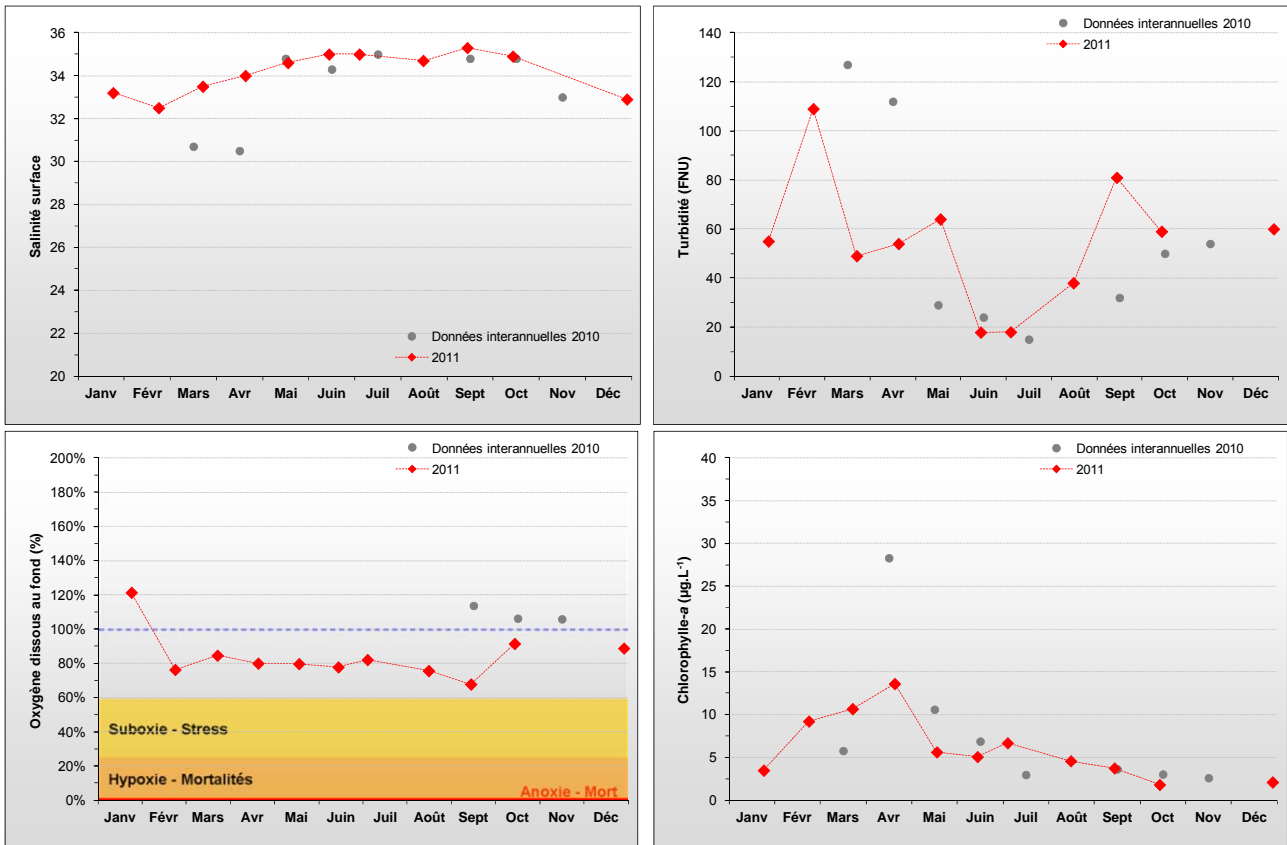 36
34
32
30
28
26
24
22
20
Salinité surface
Données interannuelles 2010
2011
Janv Févr Mars Avr Mai Juin Juil Août Sept Oct Nov Déc
140
120
100
80
60
40
20
0
Turbidité (FNU)
Données interannuelles 2010
2011
Janv Févr Mars Avr Mai Juin Juil Août Sept Oct Nov Déc
200%
180%
160%
140%
120%
100%
80%
60%
40%
20%
0%
Oxygène dissous au fond (%)
Données interannuelles 2010
2011
Suboxie - Stress
Hypoxie - Mortalités
Anoxie - Mort
Janv Févr Mars Avr Mai Juin Juil Août Sept Oct Nov Déc
40
35
30
25
20
15
10
5
0
Chlorophylle-a (µg.L⁻¹)
Données interannuelles 2010
2011
Janv Févr Mars Avr Mai Juin Juil Août Sept Oct Nov Déc